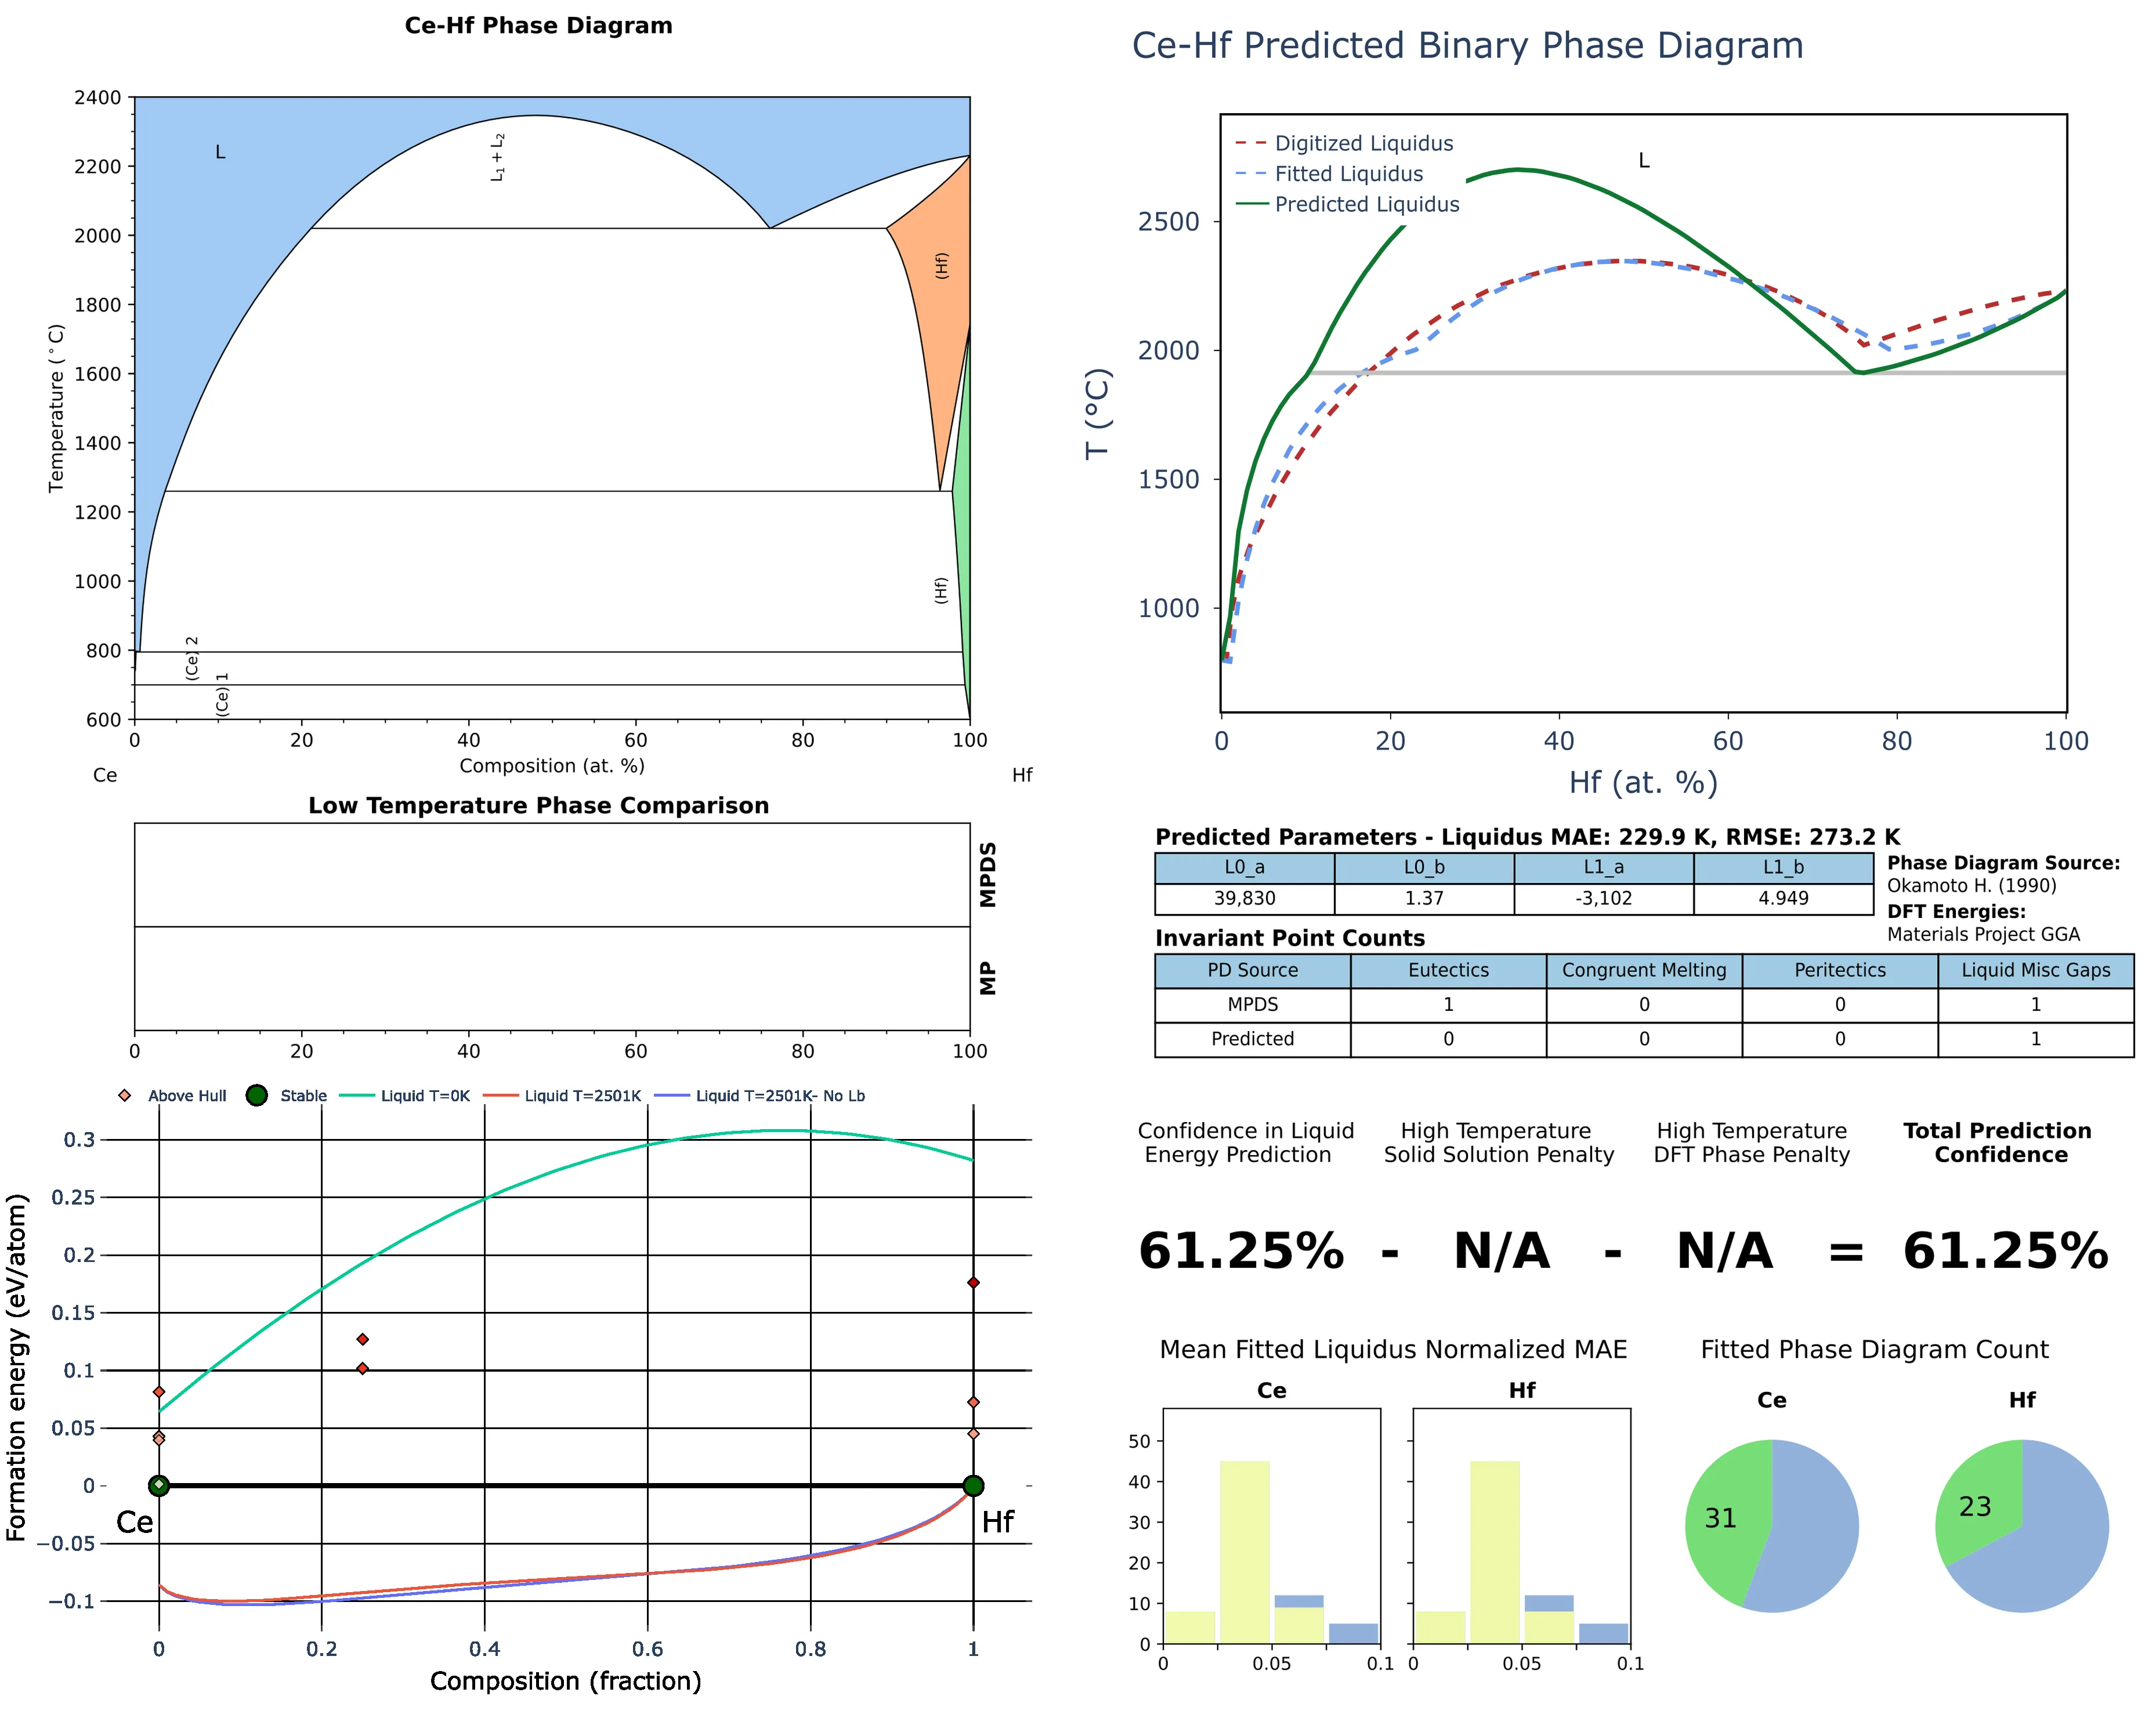 Ce-Hf Phase Diagram
2400
2200
2000
1800
1600
1400
1200
1000
800
600
Temperature (°C)
L
L1 + L2
(Hf)
(Hf)
(Ce) 2
(Ce) 1
0 20 40 60 80 100
Composition (at. %)
Ce Hf
Low Temperature Phase Comparison
MPDS
MP
0 20 40 60 80 100
Above Hull Stable Liquid T=0K Liquid T=2501K Liquid T=2501K- No Lb
0.3
0.25
0.2
0.15
0.1
0.05
0
−0.05
−0.1
Formation energy (eV/atom)
Ce Hf
0 0.2 0.4 0.6 0.8 1
Composition (fraction)
Ce-Hf Predicted Binary Phase Diagram
Digitized Liquidus
Fitted Liquidus
Predicted Liquidus
L
2500
2000
1500
1000
T (°C)
0 20 40 60 80 100
Hf (at. %)
Predicted Parameters - Liquidus MAE: 229.9 K, RMSE: 273.2 K
L0_a L0_b L1_a L1_b
39,830 1.37 -3,102 4.949
Phase Diagram Source:
Okamoto H. (1990)
DFT Energies:
Materials Project GGA
Invariant Point Counts
PD Source Eutectics Congruent Melting Peritectics Liquid Misc Gaps
MPDS 1 0 0 1
Predicted 0 0 0 1
Confidence in Liquid
Energy Prediction
High Temperature
Solid Solution Penalty
High Temperature
DFT Phase Penalty
Total Prediction
Confidence
61.25% - N/A - N/A = 61.25%
Mean Fitted Liquidus Normalized MAE
Ce Hf
50
40
30
20
10
0
0 0.05 0.1 0 0.05 0.1
Fitted Phase Diagram Count
Ce Hf
31 23